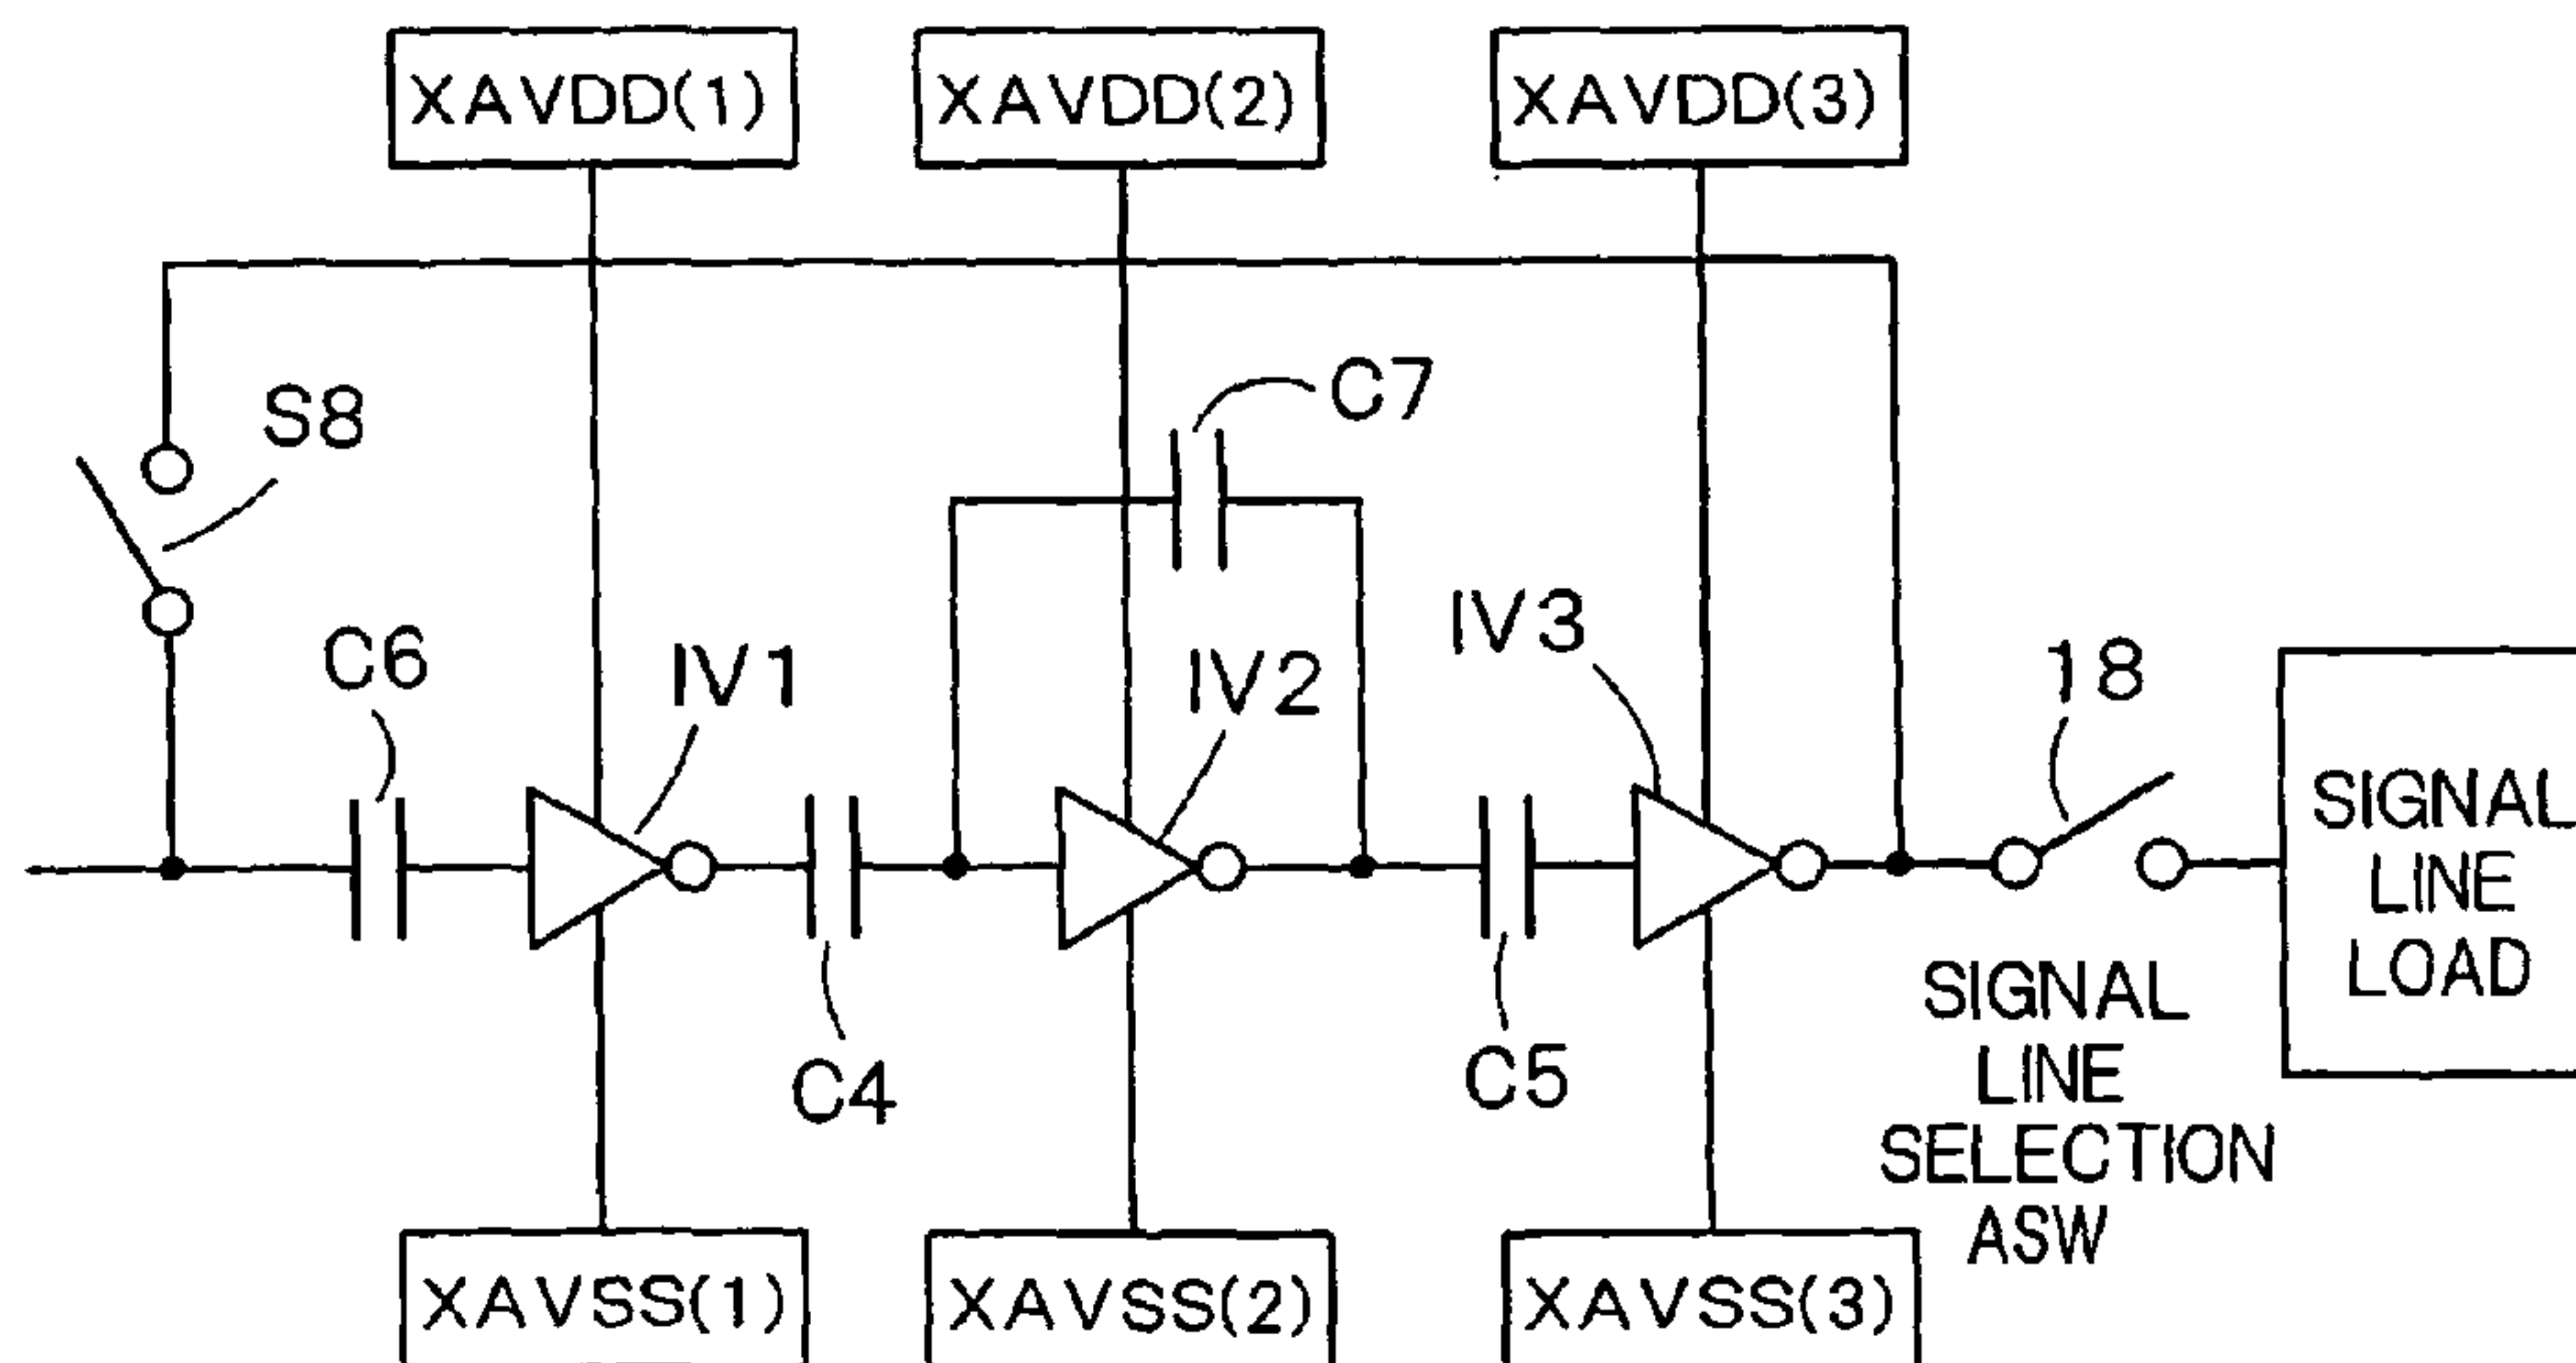 XAVDD(1)
XAVDD(2)
XAVDD(3)
C7
S8
IV3
C6
IV1
IV2
18
SIGNAL
LINE
LOAD
C4
C5
SIGNAL
LINE
SELECTION
ASW
XAVSS(1)
XAVSS(2)
XAVSS(3)